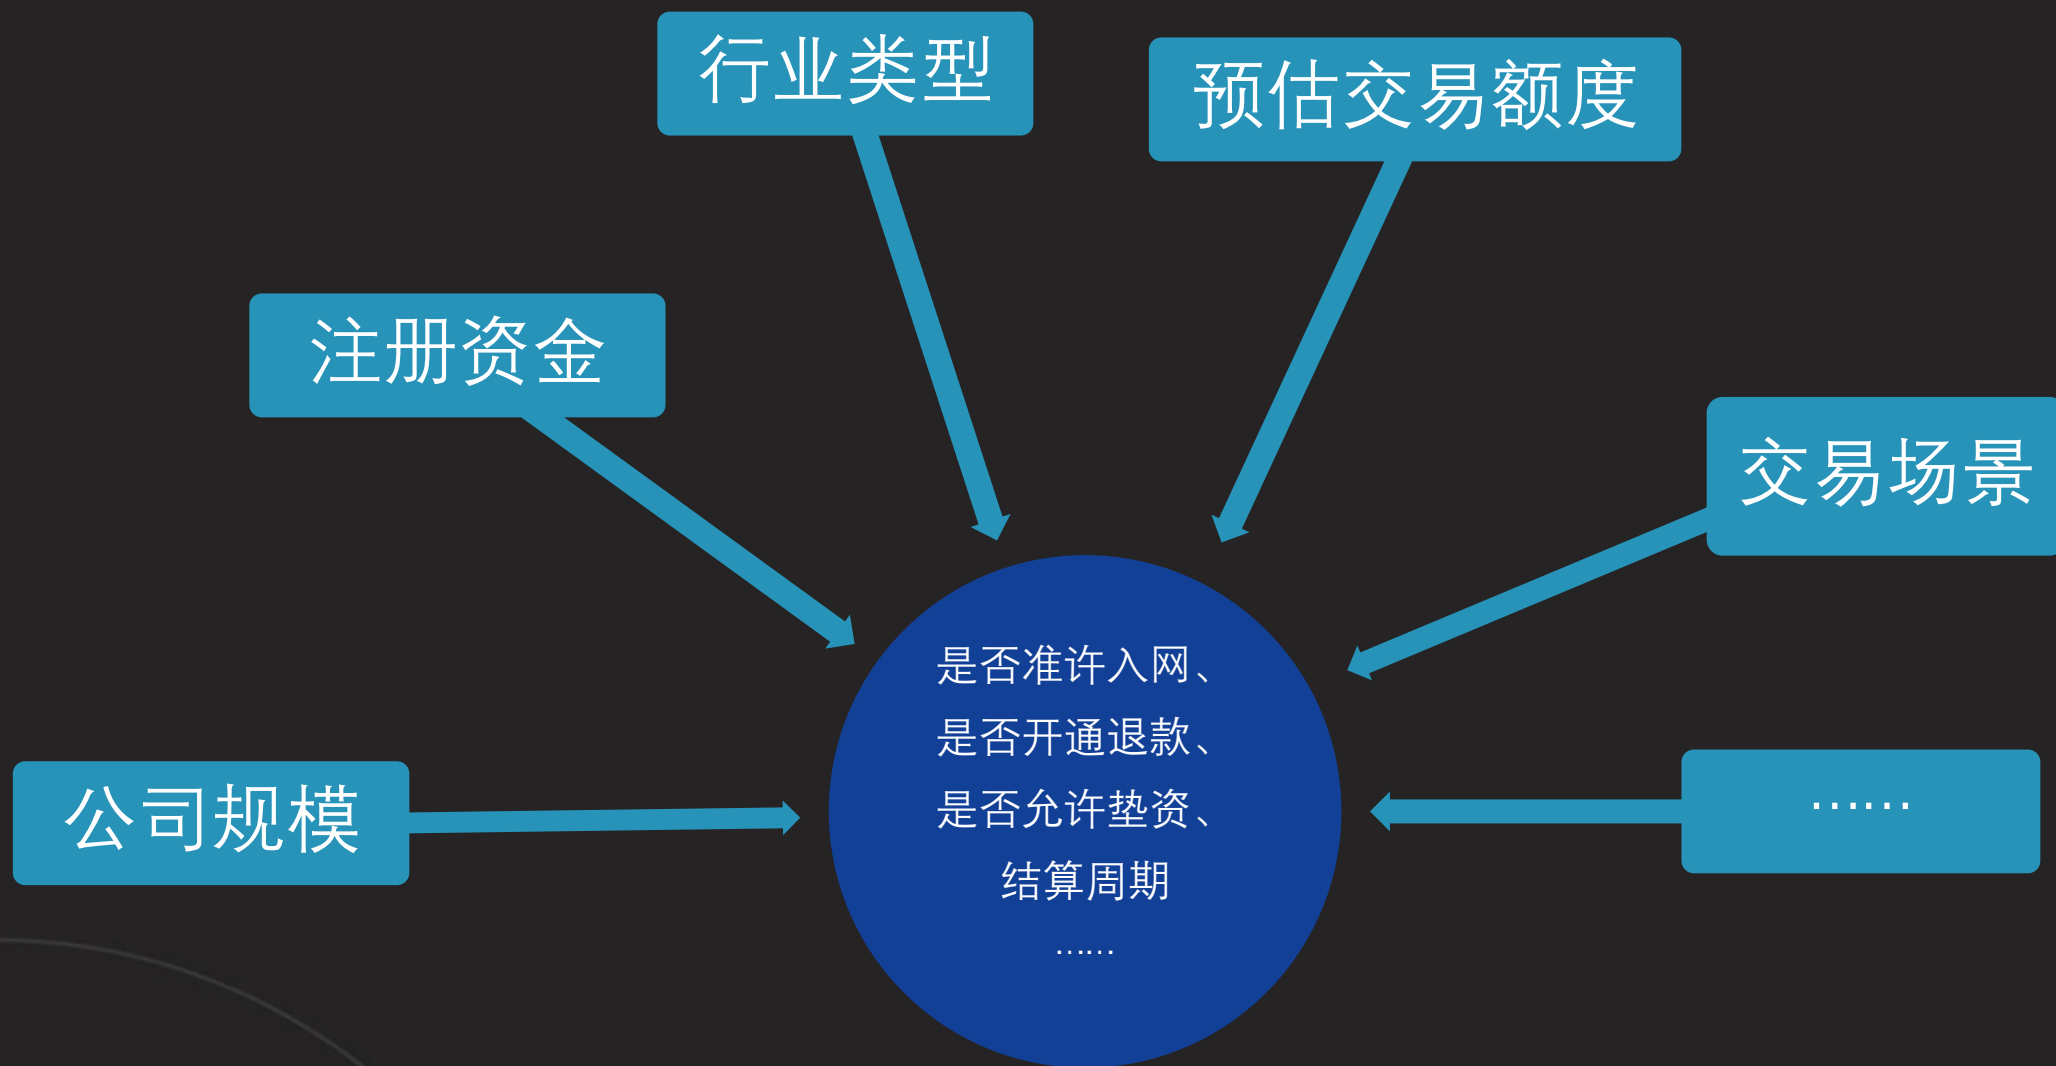 行业类型
预估交易额度
注册资金
交易场景
公司规模
……
是否准许入网、
是否开通退款、
是否允许垫资、
结算周期
……